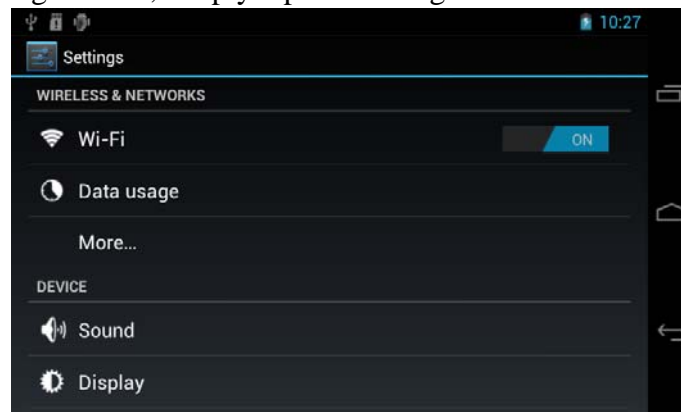 10:27
Settings
WIRELESS & NETWORKS
Wi-Fi
ON
Data usage
More...
DEVICE
Sound
Display